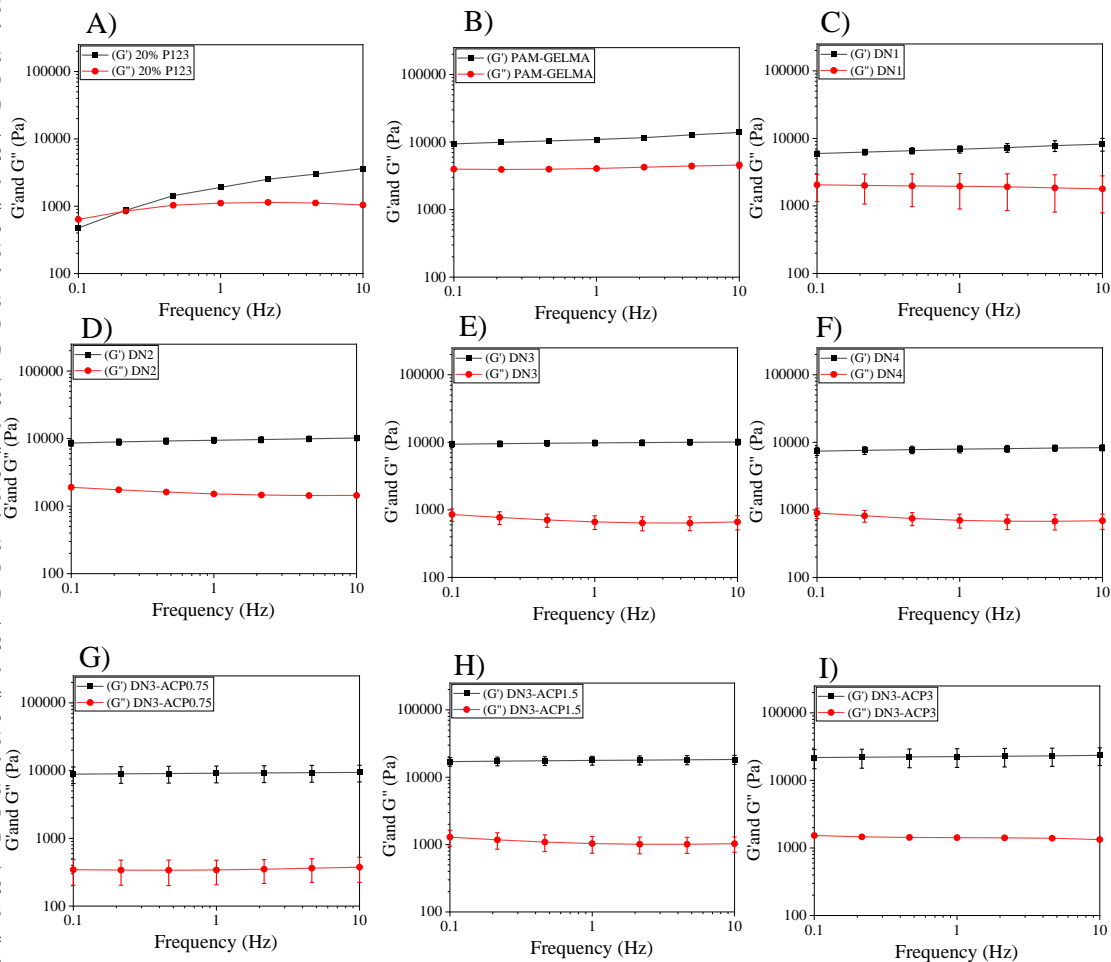 A)
(G') 20% P123
(G'') 20% P123
100000
10000
1000
100
G'and G'' (Pa)
0.1
1
10
Frequency (Hz)
B)
(G') PAM-GELMA
(G'') PAM-GELMA
100000
10000
1000
100
G'and G'' (Pa)
0.1
1
10
Frequency (Hz)
C)
(G') DN1
(G'') DN1
100000
10000
1000
100
G'and G'' (Pa)
0.1
1
10
Frequency (Hz)
D)
(G') DN2
(G'') DN2
100000
10000
1000
100
G'and G'' (Pa)
0.1
1
10
Frequency (Hz)
E)
(G') DN3
(G'') DN3
100000
10000
1000
100
G'and G'' (Pa)
0.1
1
10
Frequency (Hz)
F)
(G') DN4
(G'') DN4
100000
10000
1000
100
G'and G'' (Pa)
0.1
1
10
Frequency (Hz)
G)
(G') DN3-ACP0.75
(G'') DN3-ACP0.75
100000
10000
1000
100
G'and G'' (Pa)
0.1
1
10
Frequency (Hz)
H)
(G') DN3-ACP1.5
(G'') DN3-ACP1.5
100000
10000
1000
100
G'and G'' (Pa)
0.1
1
10
Frequency (Hz)
I)
(G') DN3-ACP3
(G'') DN3-ACP3
100000
10000
1000
100
G'and G'' (Pa)
0.1
1
10
Frequency (Hz)